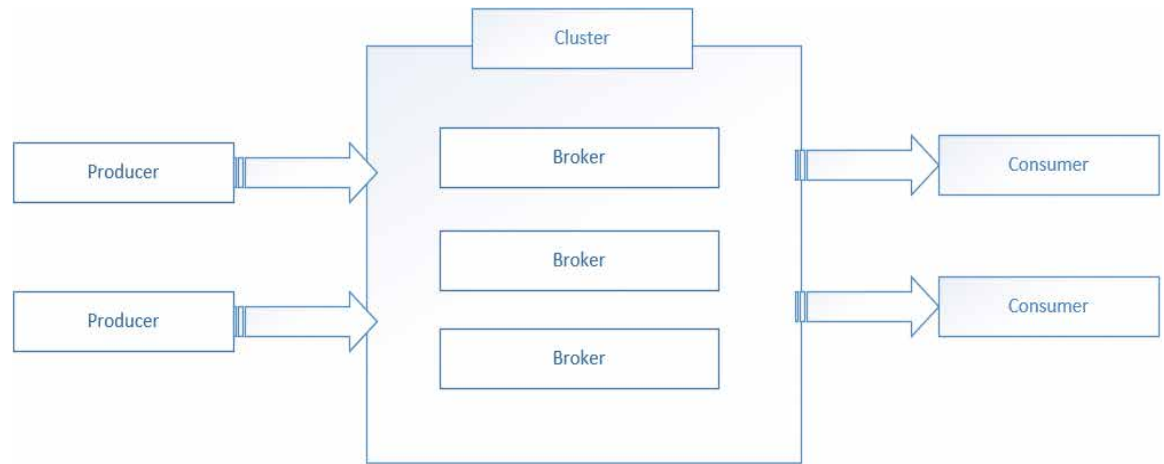 Cluster
Producer
Broker
Consumer
Broker
Producer
Consumer
Broker